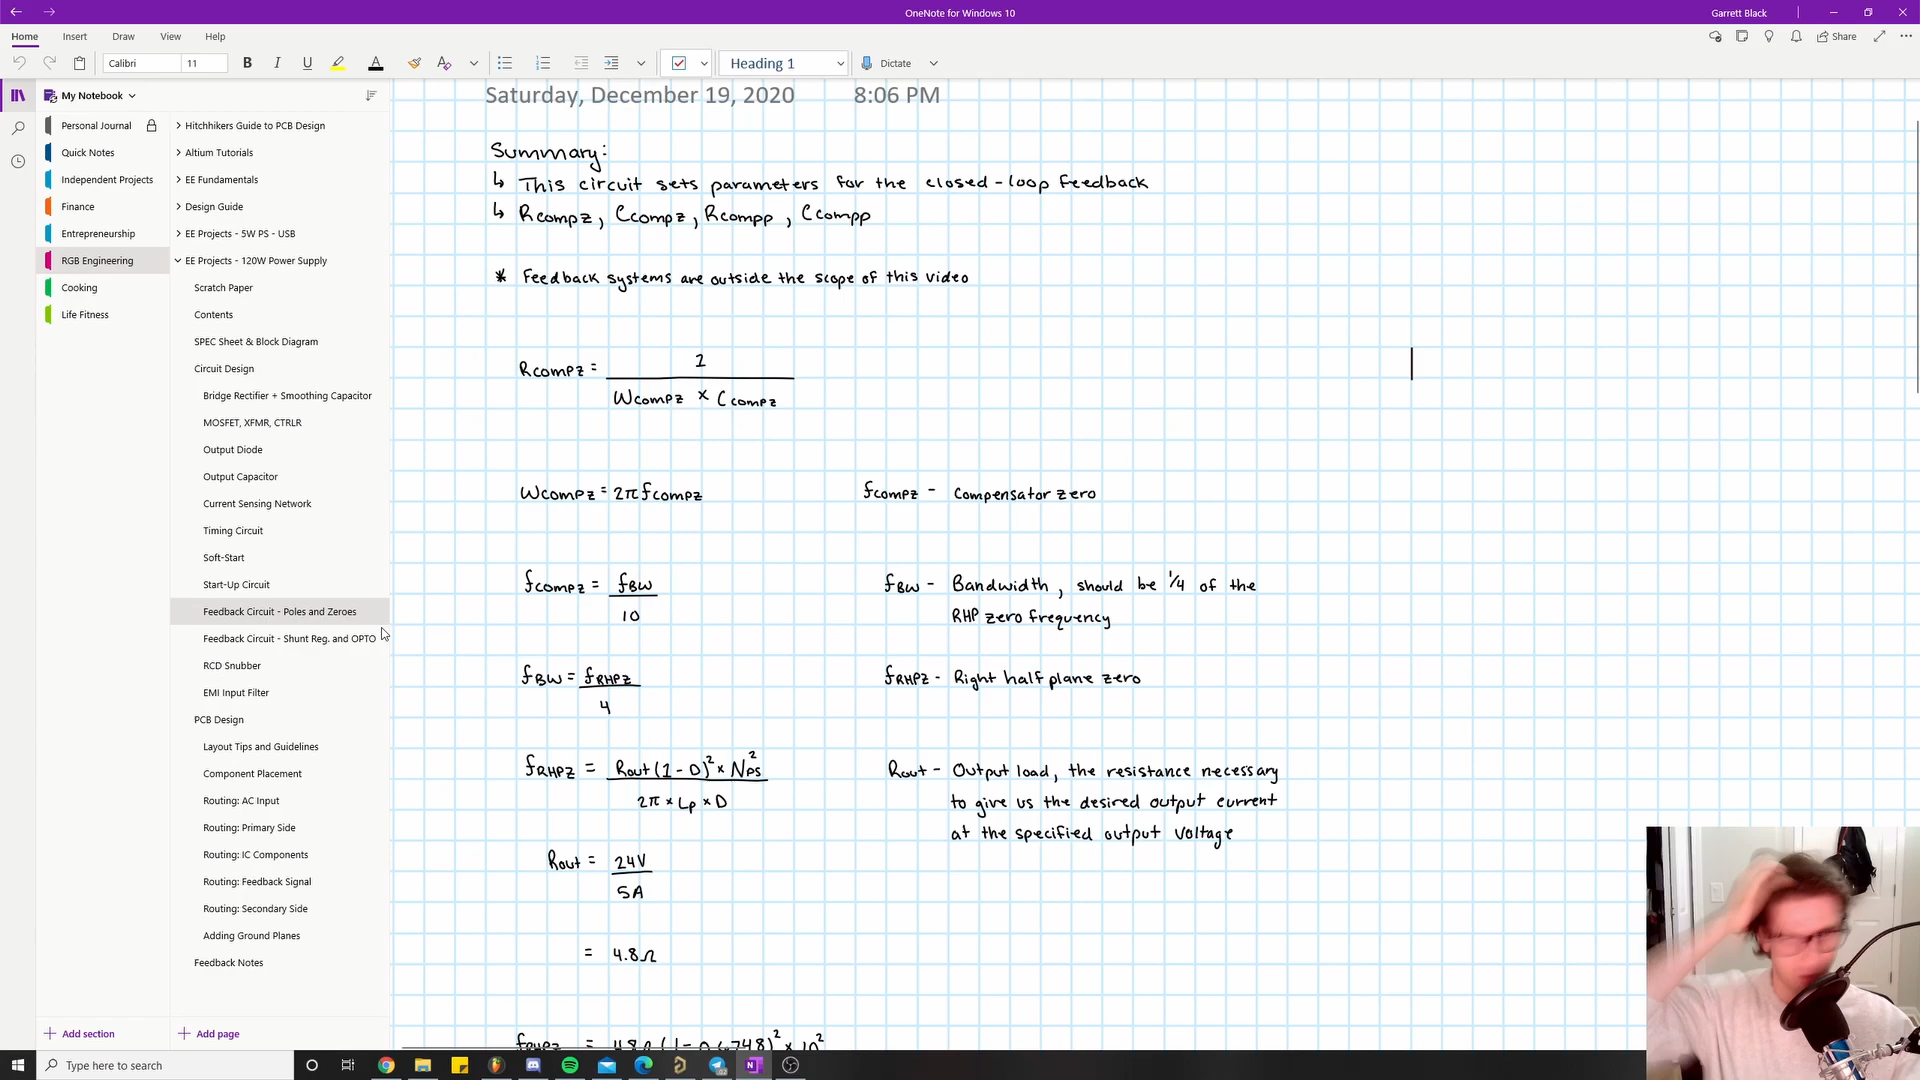 OneNote for Windows 10
Garrett Black
Home Insert Draw View Help
Share
Calibri 11 B I U A Heading 1 Dictate
My Notebook
Personal Journal
Quick Notes
Independent Projects
Finance
Entrepreneurship
RGB Engineering
Cooking
Life Fitness
Add section
Hitchhikers Guide to PCB Design
Altium Tutorials
EE Fundamentals
Design Guide
EE Projects - 5W PS - USB
EE Projects - 120W Power Supply
Scratch Paper
Contents
SPEC Sheet & Block Diagram
Circuit Design
Bridge Rectifier + Smoothing Capacitor
MOSFET, XFMR, CTRLR
Output Diode
Output Capacitor
Current Sensing Network
Timing Circuit
Soft-Start
Start-Up Circuit
Feedback Circuit - Poles and Zeroes
Feedback Circuit - Shunt Reg. and OPTO
RCD Snubber
EMI Input Filter
PCB Design
Layout Tips and Guidelines
Component Placement
Routing: AC Input
Routing: Primary Side
Routing: IC Components
Routing: Feedback Signal
Routing: Secondary Side
Adding Ground Planes
Feedback Notes
Add page
Saturday, December 19, 2020 8:06 PM
Summary:
↳ This circuit sets parameters for the closed-loop feedback
↳ Rcompz, Ccompz, Rcompp, Ccompp
* Feedback systems are outside the scope of this video
Rcompz = 1
Wcompz × Ccompz
Wcompz = 2π fcompz
fcompz - Compensator zero
fcompz = fBW
10
fBW - Bandwidth, should be 1/4 of the
RHP zero frequency
fBW = fRHPZ
4
fRHPZ - Right half plane zero
fRHPZ = Rout (1 - D)² × Nps²
2π × Lp × D
Rout - Output load, the resistance necessary
to give us the desired output current
at the specified output voltage
Rout = 24V
5A
= 4.8Ω
fRHPZ = 4.8Ω (1 - 0.4748)² × 10²
Type here to search